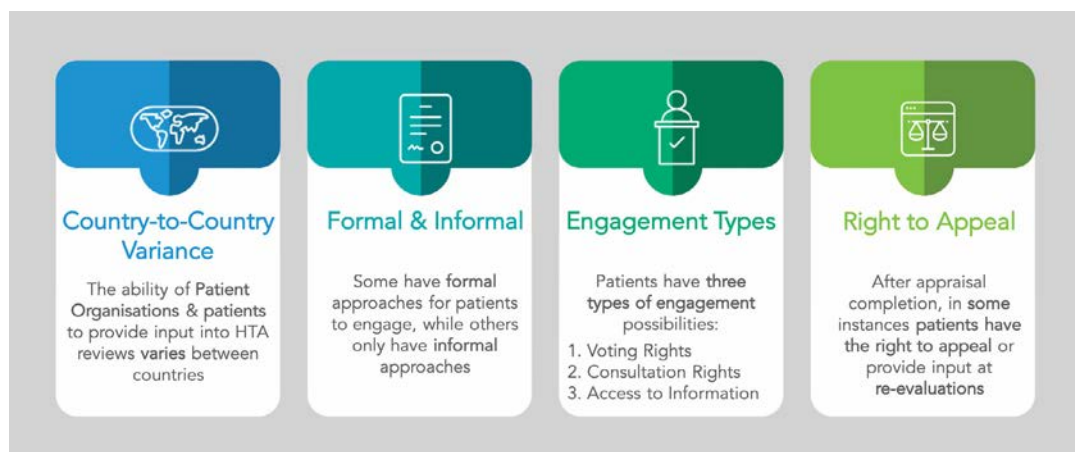 Country-to-Country
Variance
The ability of Patient
Organisations & patients
to provide input into HTA
reviews varies between
countries
Formal & Informal
Some have formal
approaches for patients
to engage, while others
only have informal
approaches
Engagement Types
Patients have three
types of engagement
possibilities:
1. Voting Rights
2. Consultation Rights
3. Access to Information
Right to Appeal
After appraisal
completion, in some
instances patients have
the right to appeal or
provide input at
re-evaluations